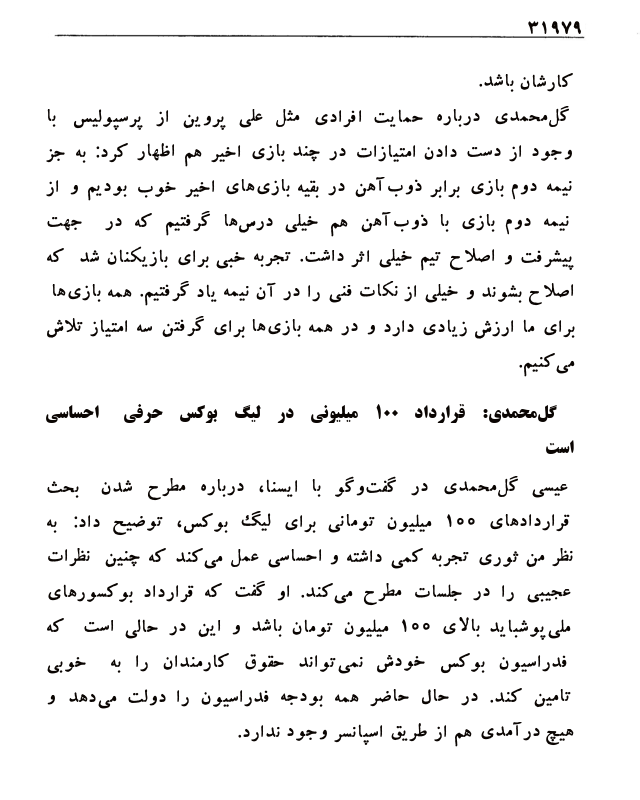 ۳۱۹۷۹
کارشان باشد.
گل‌محمدی درباره حمایت افرادی مثل علی پروین از پرسپولیس با
وجود از دست دادن امتیازات در چند بازی اخیر هم اظهار کرد: به جز
نیمه دوم بازی برابر ذوب‌آهن در بقیه بازی‌های اخیر خوب بودیم و از
نیمه دوم بازی با ذوب‌آهن هم خیلی درس‌ها گرفتیم که در جهت
پیشرفت و اصلاح تیم خیلی اثر داشت. تجربه خبی برای بازیکنان شد که
اصلاح بشوند و خیلی از نکات فنی را در آن نیمه یاد گرفتیم. همه بازی‌ها
برای ما ارزش زیادی دارد و در همه بازی‌ها برای گرفتن سه امتیاز تلاش
می‌کنیم.
گل‌محمدی: قرارداد ۱۰۰ میلیونی در لیگ بوکس حرفی احساسی
است
عیسی گل‌محمدی در گفت‌وگو با ایسنا، درباره مطرح شدن بحث
قراردادهای ۱۰۰ میلیون تومانی برای لیگ بوکس، توضیح داد: به
نظر من ثوری تجربه کمی داشته و احساسی عمل می‌کند که چنین نظرات
عجیبی را در جلسات مطرح می‌کند. او گفت که قرارداد بوکسورهای
ملی‌پوشباید بالای ۱۰۰ میلیون تومان باشد و این در حالی است که
فدراسیون بوکس خودش نمی‌تواند حقوق کارمندان را به خوبی
تامین کند. در حال حاضر همه بودجه فدراسیون را دولت می‌دهد و
هیچ درآمدی هم از طریق اسپانسر وجود ندارد.